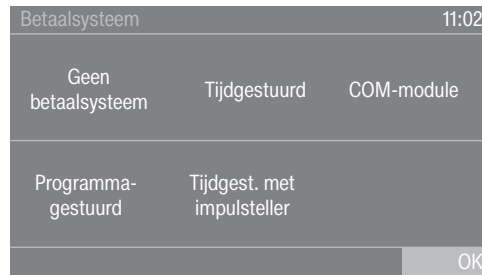 Betaalsysteem 11:02
Geen
betaalsysteem
Tijdgestuurd
COM-module
Programma-
gestuurd
Tijdgest. met
impulsteller
OK